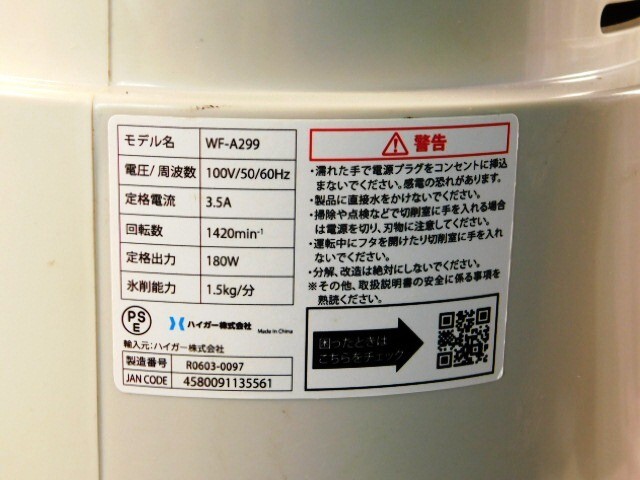 モデル名 WF-A299
電圧/周波数 100V/50/60Hz
定格電流 3.5A
回転数 1420min⁻¹
定格出力 180W
氷削能力 1.5kg/分
PS
E
ハイガー株式会社 Made in China
輸入元:ハイガー株式会社
製造番号 R0603-0097
JAN CODE 4580091135561
警告
・濡れた手で電源プラグをコンセントに挿込
まないでください。感電の恐れがあります。
・製品に直接水をかけないでください。
・掃除や点検などで切削室に手を入れる場合
は電源を切り、刃物に注意してください。
・運転中にフタを開けたり切削室に手を入れ
ないでください。
・分解、改造は絶対にしないでください。
※その他、取扱説明書の安全に係る事項を
熟読ください。
困ったときは
こちらをチェック